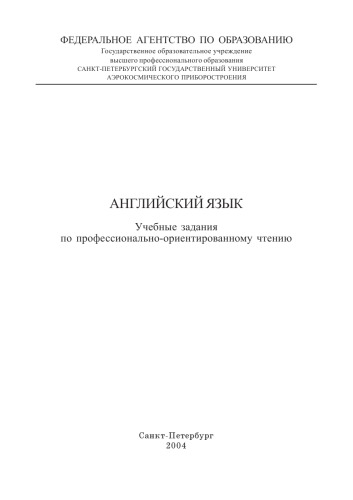 ФЕДЕРАЛЬНОЕ АГЕНТСТВО ПО ОБРАЗОВАНИЮ
Государственное образовательное учреждение
высшего профессионального образования
САНКТ-ПЕТЕРБУРГСКИЙ ГОСУДАРСТВЕННЫЙ УНИВЕРСИТЕТ
АЭРОКОСМИЧЕСКОГО ПРИБОРОСТРОЕНИЯ
АНГЛИЙСКИЙ ЯЗЫК
Учебные задания
по профессионально-ориентированному чтению
Санкт-Петербург
2004